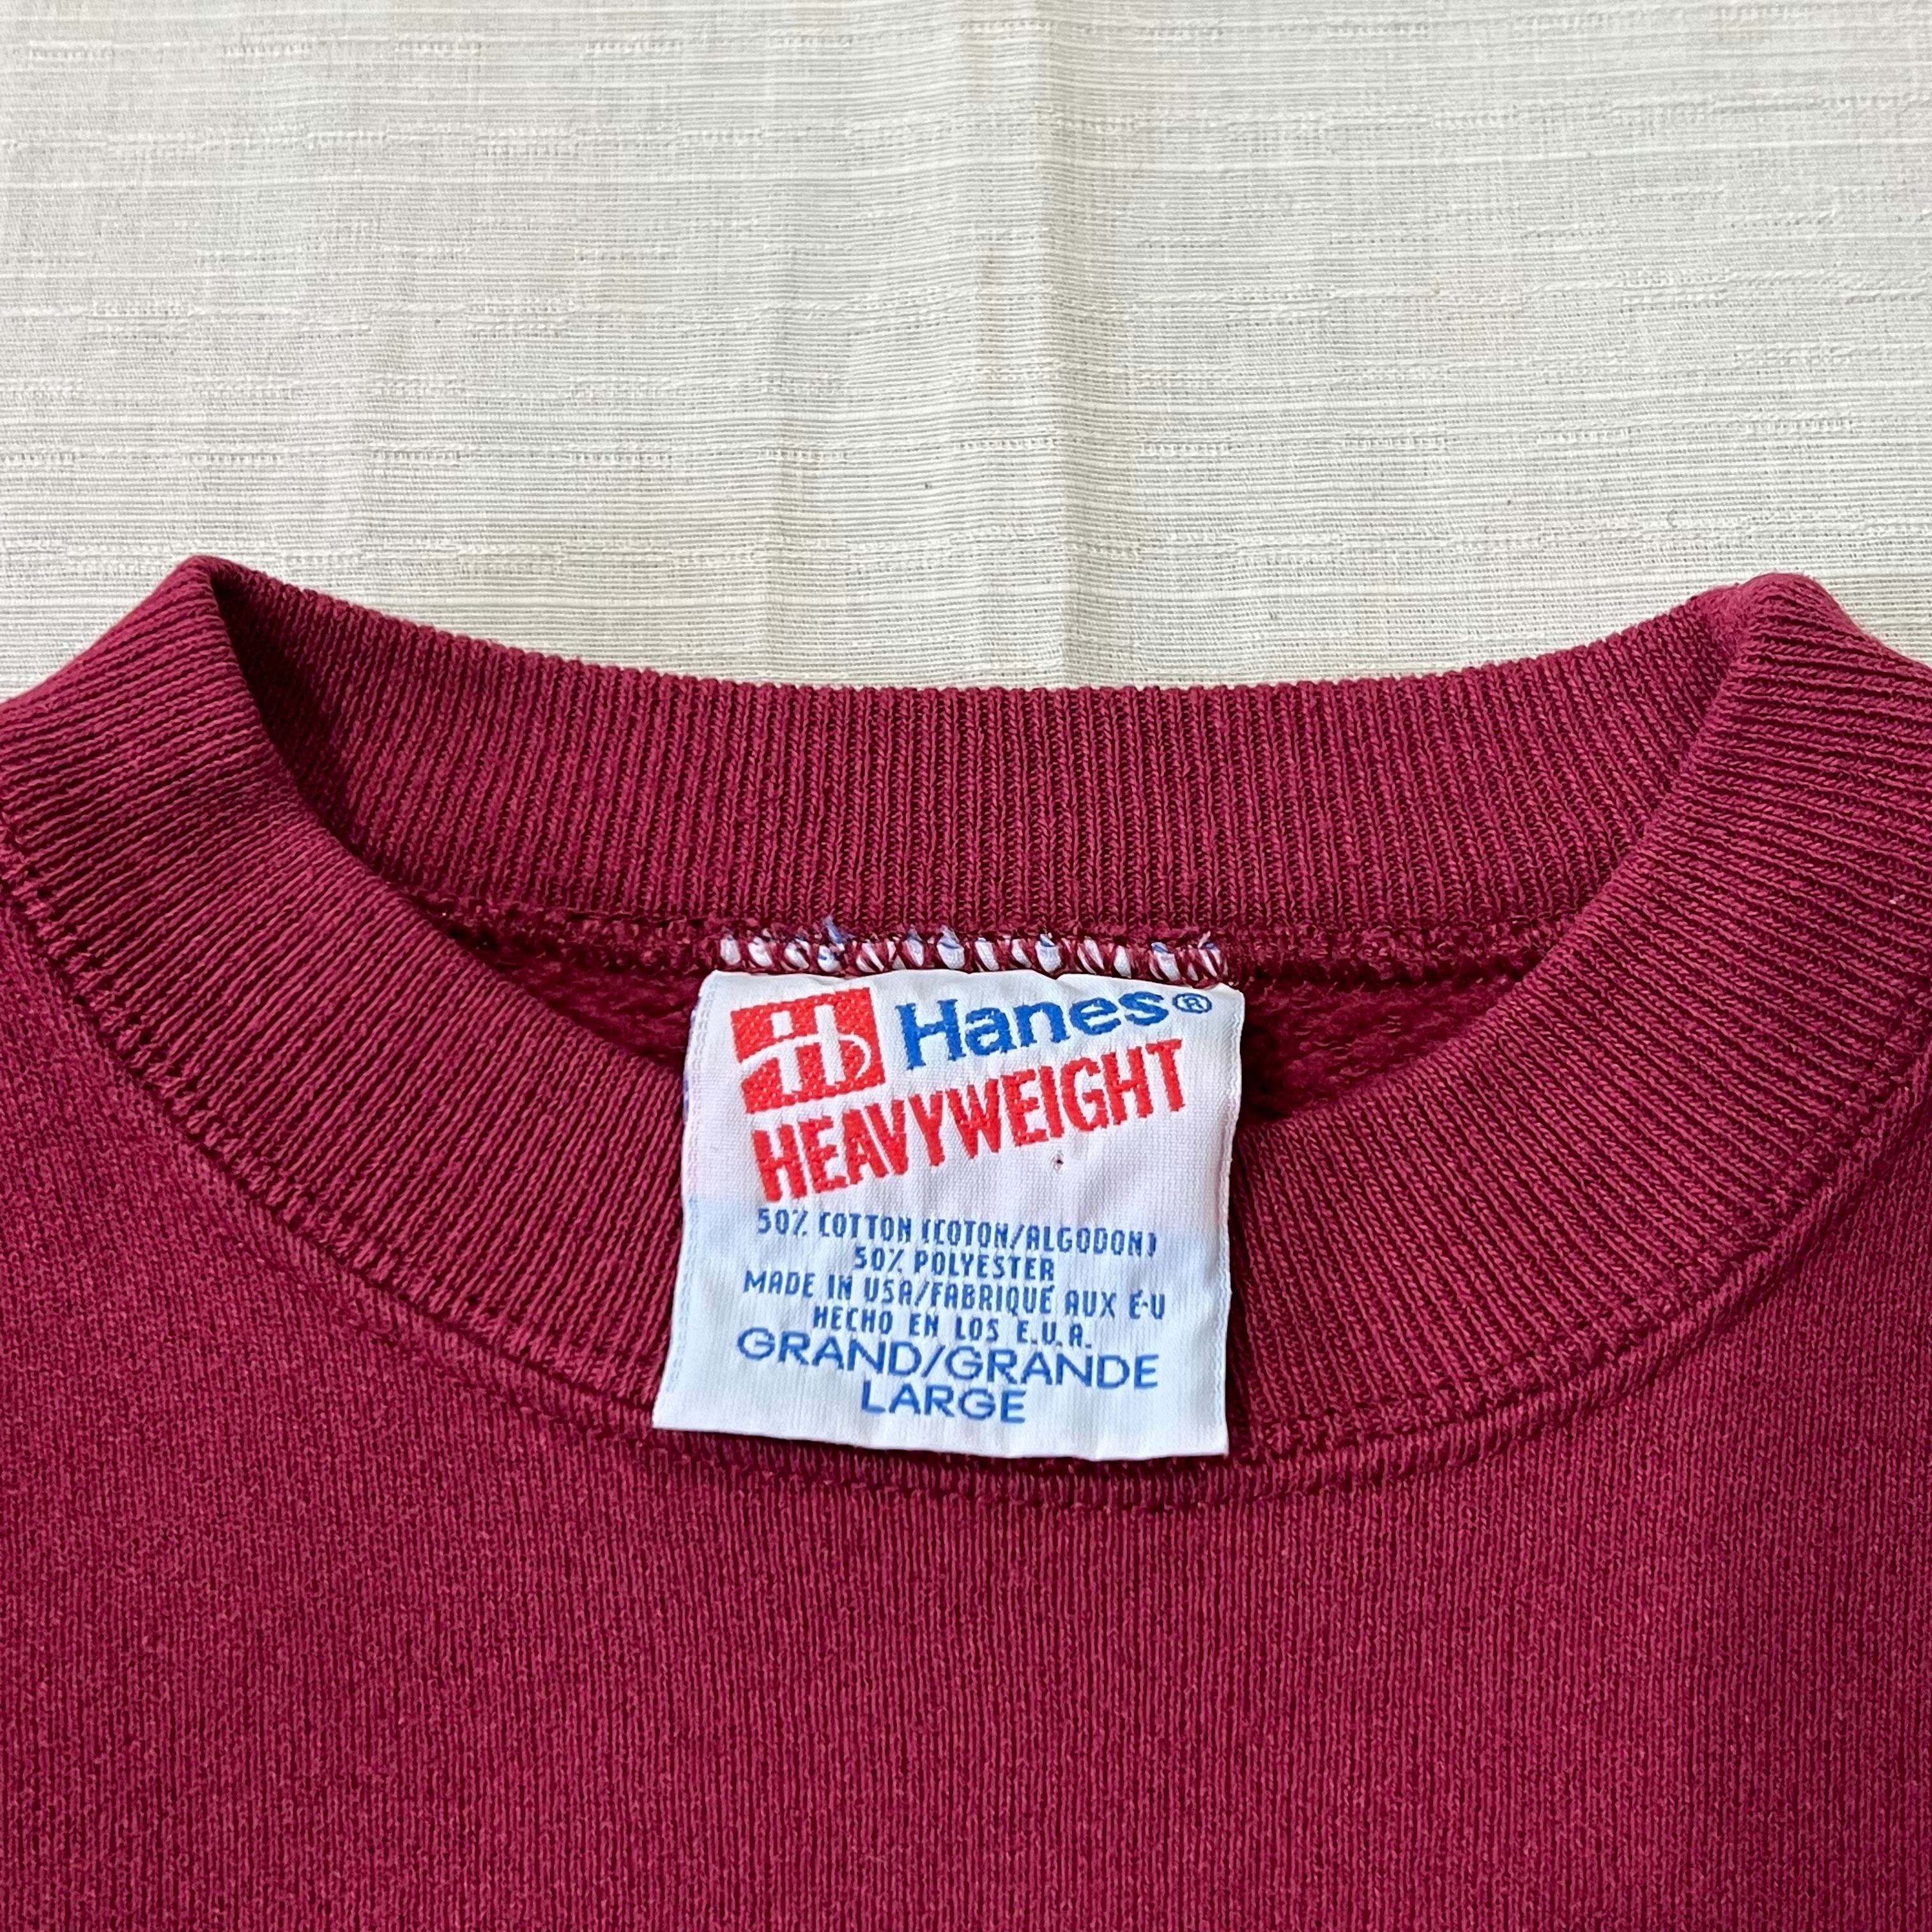 Hanes®
HEAVYWEIGHT
50% COTTON (COTON/ALGODON)
50% POLYESTER
MADE IN USA/FABRIQUÉ AUX É-U
HECHO EN LOS E.U.A.
GRAND/GRANDE
LARGE